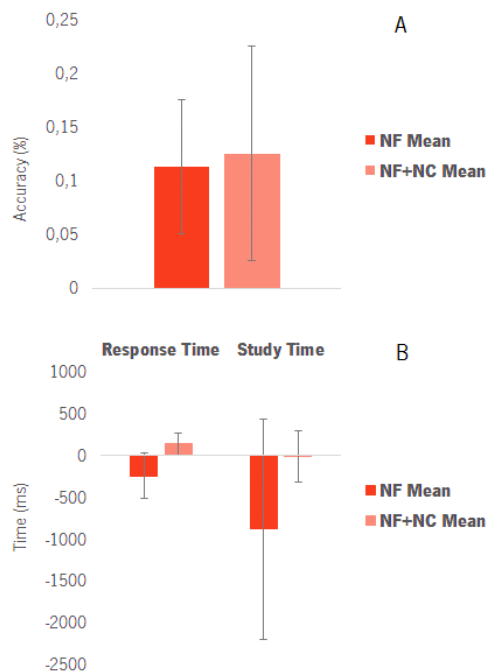 A
0,25
0,2
0,15
0,1
0,05
0
Accuracy (%)
NF Mean
NF+NC Mean
B
Response Time Study Time
1000
500
0
-500
-1000
-1500
-2000
-2500
Time (ms)
NF Mean
NF+NC Mean